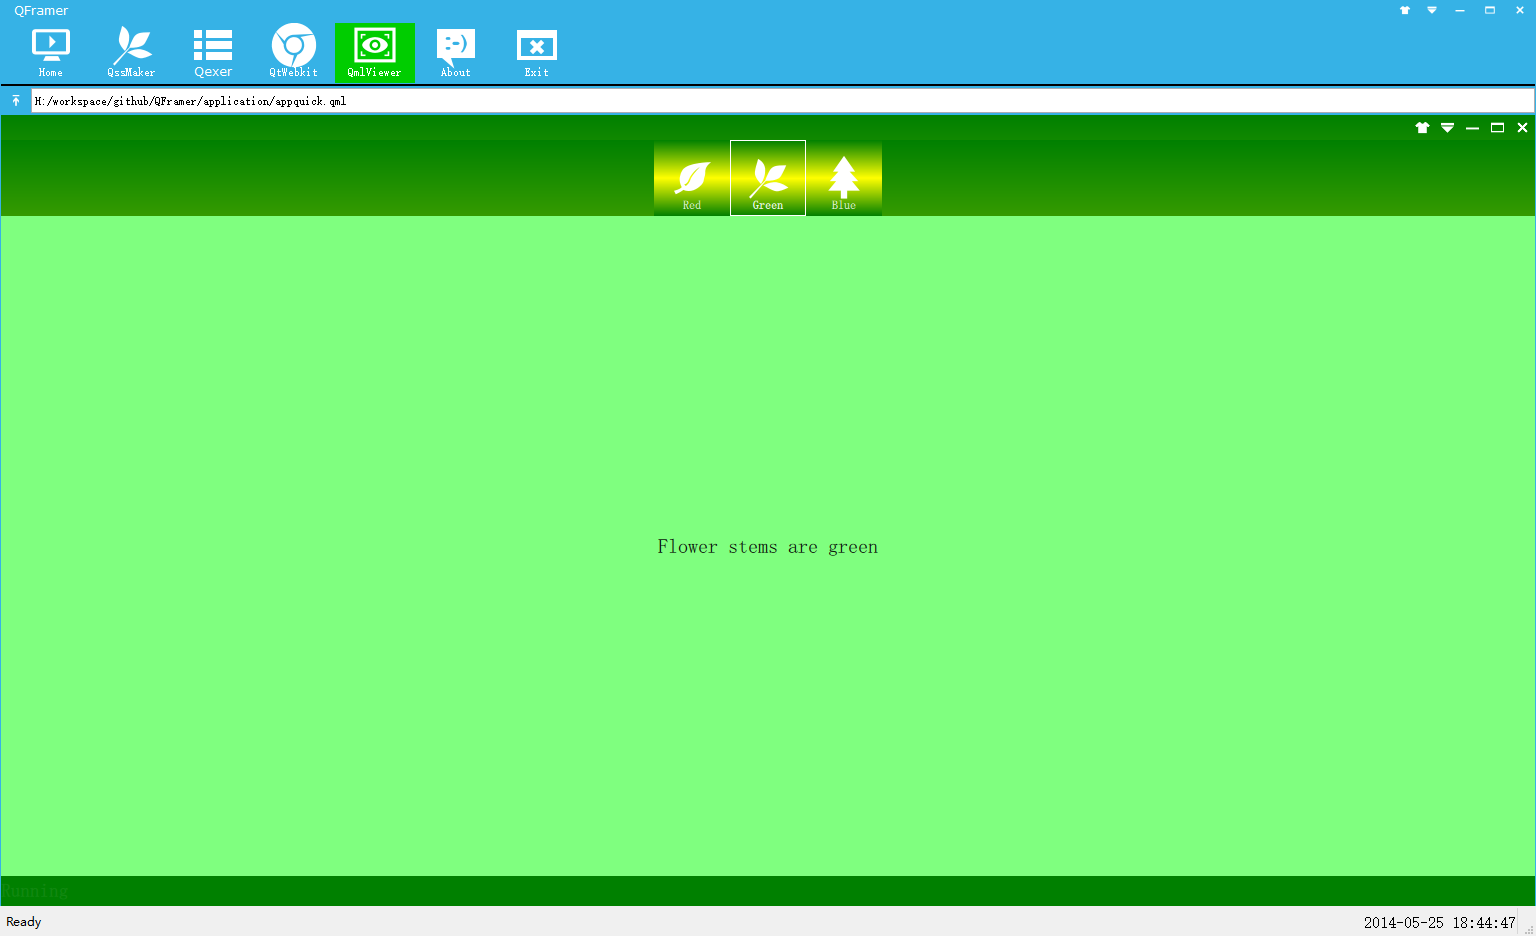 QFramer
Home QssMaker Qexer QtWebkit QmlViewer About Exit
H:/workspace/github/QFramer/application/appquick.qml
Red Green Blue
Flower stems are green
Running
Ready 2014-05-25 18:44:47